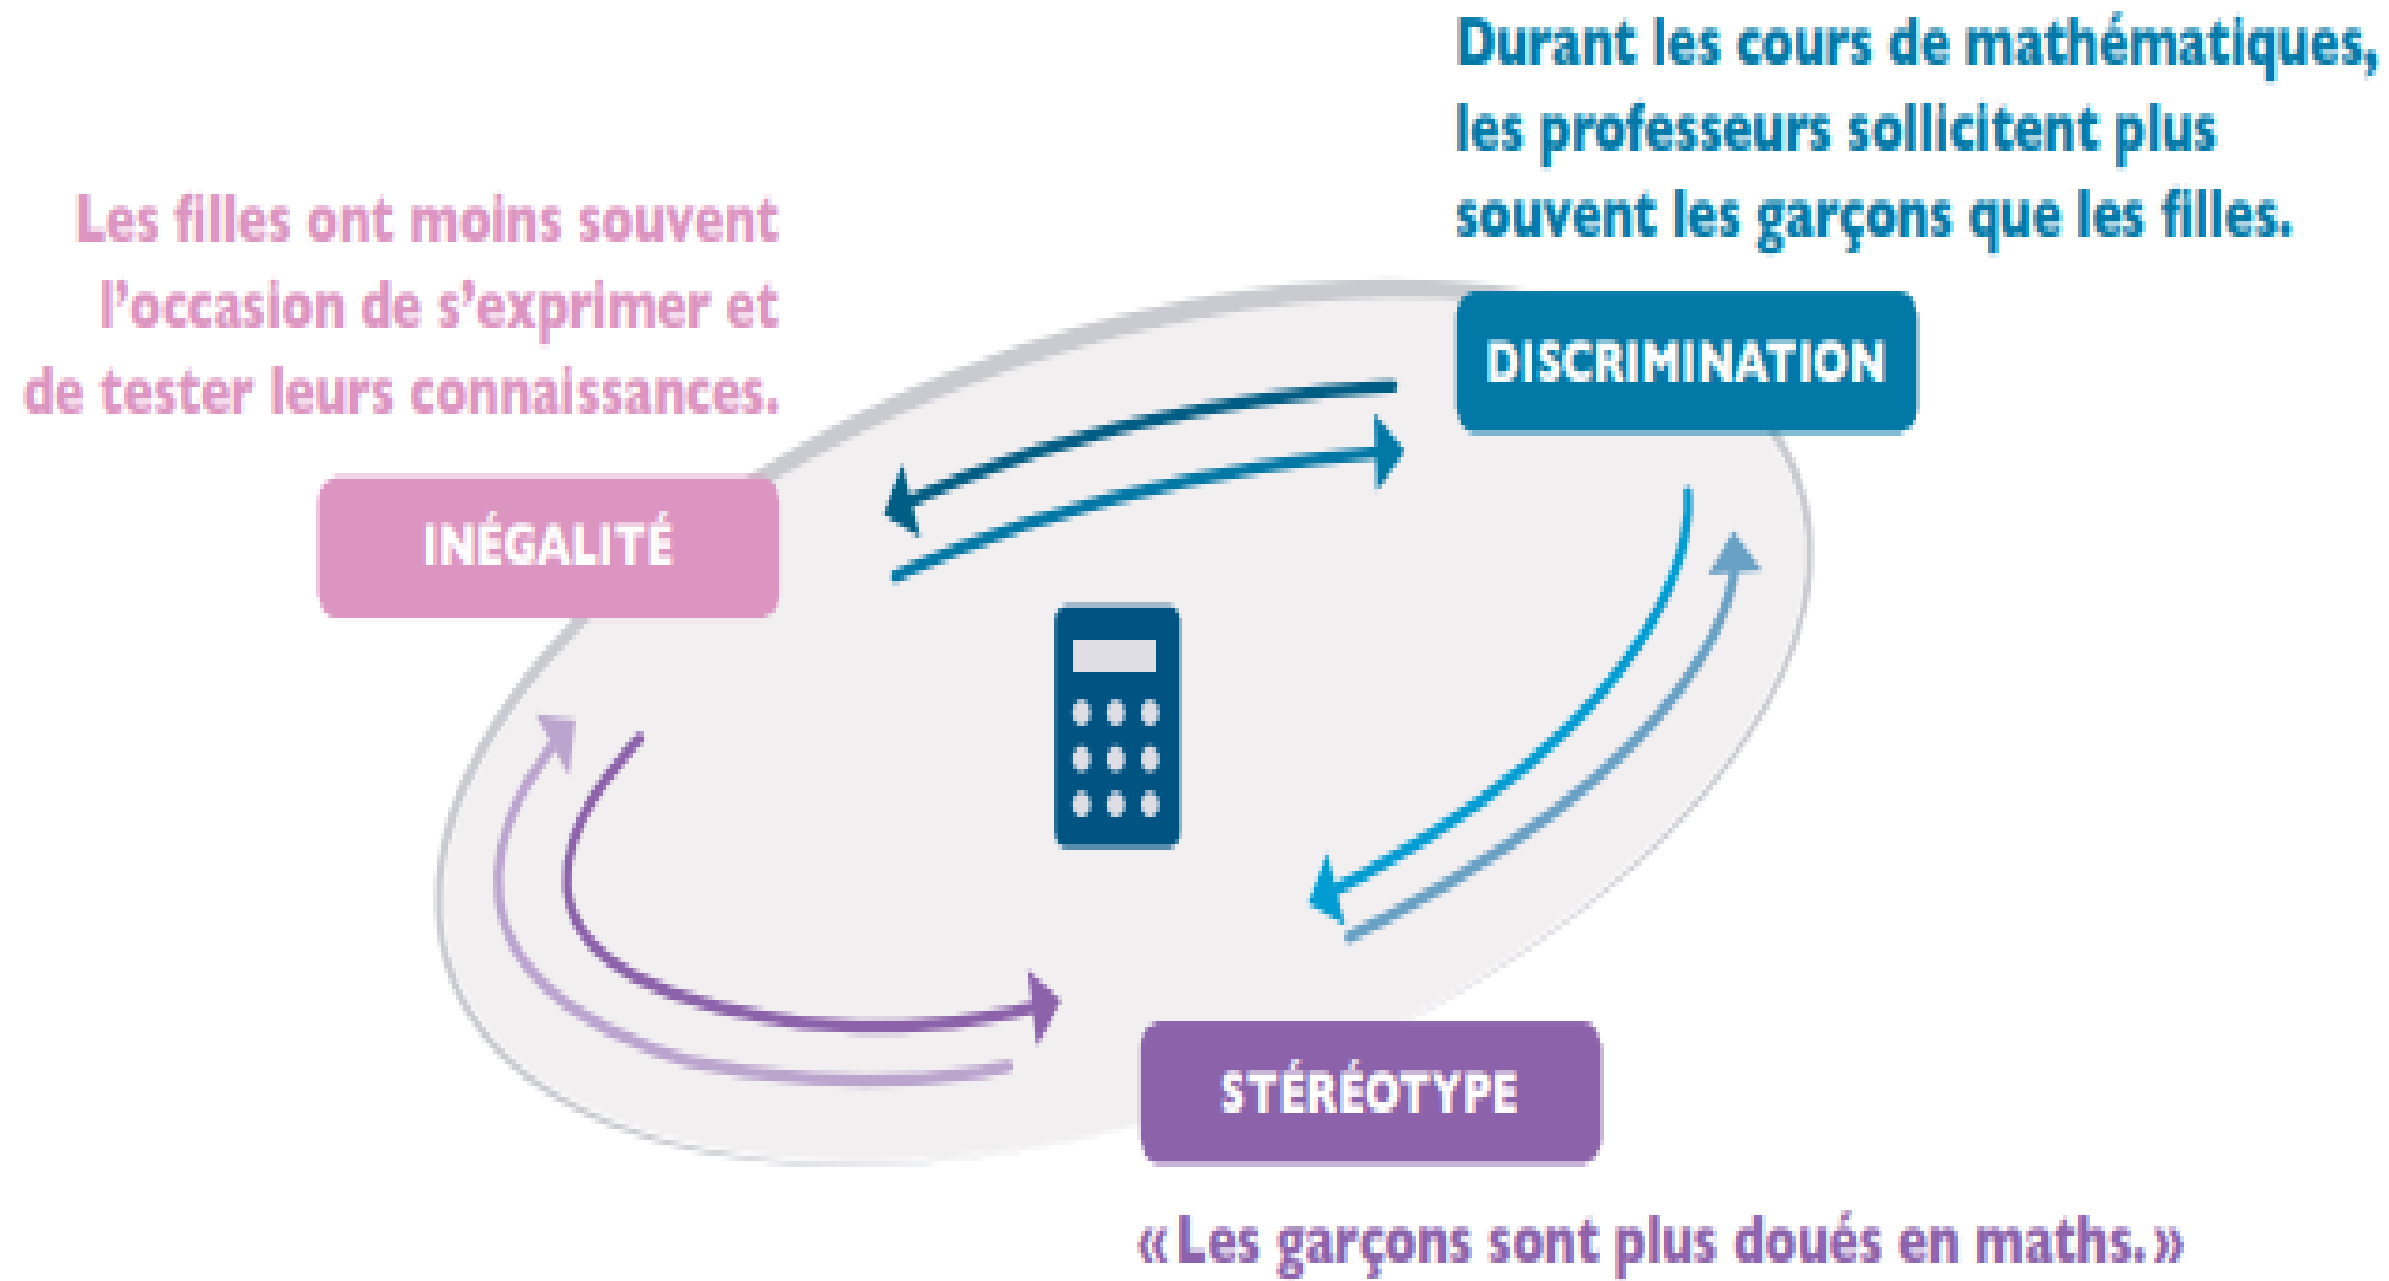 Durant les cours de mathématiques,
les professeurs sollicitent plus
souvent les garçons que les filles.
Les filles ont moins souvent
l’occasion de s’exprimer et
de tester leurs connaissances.
DISCRIMINATION
INÉGALITÉ
STÉRÉOTYPE
«Les garçons sont plus doués en maths.»